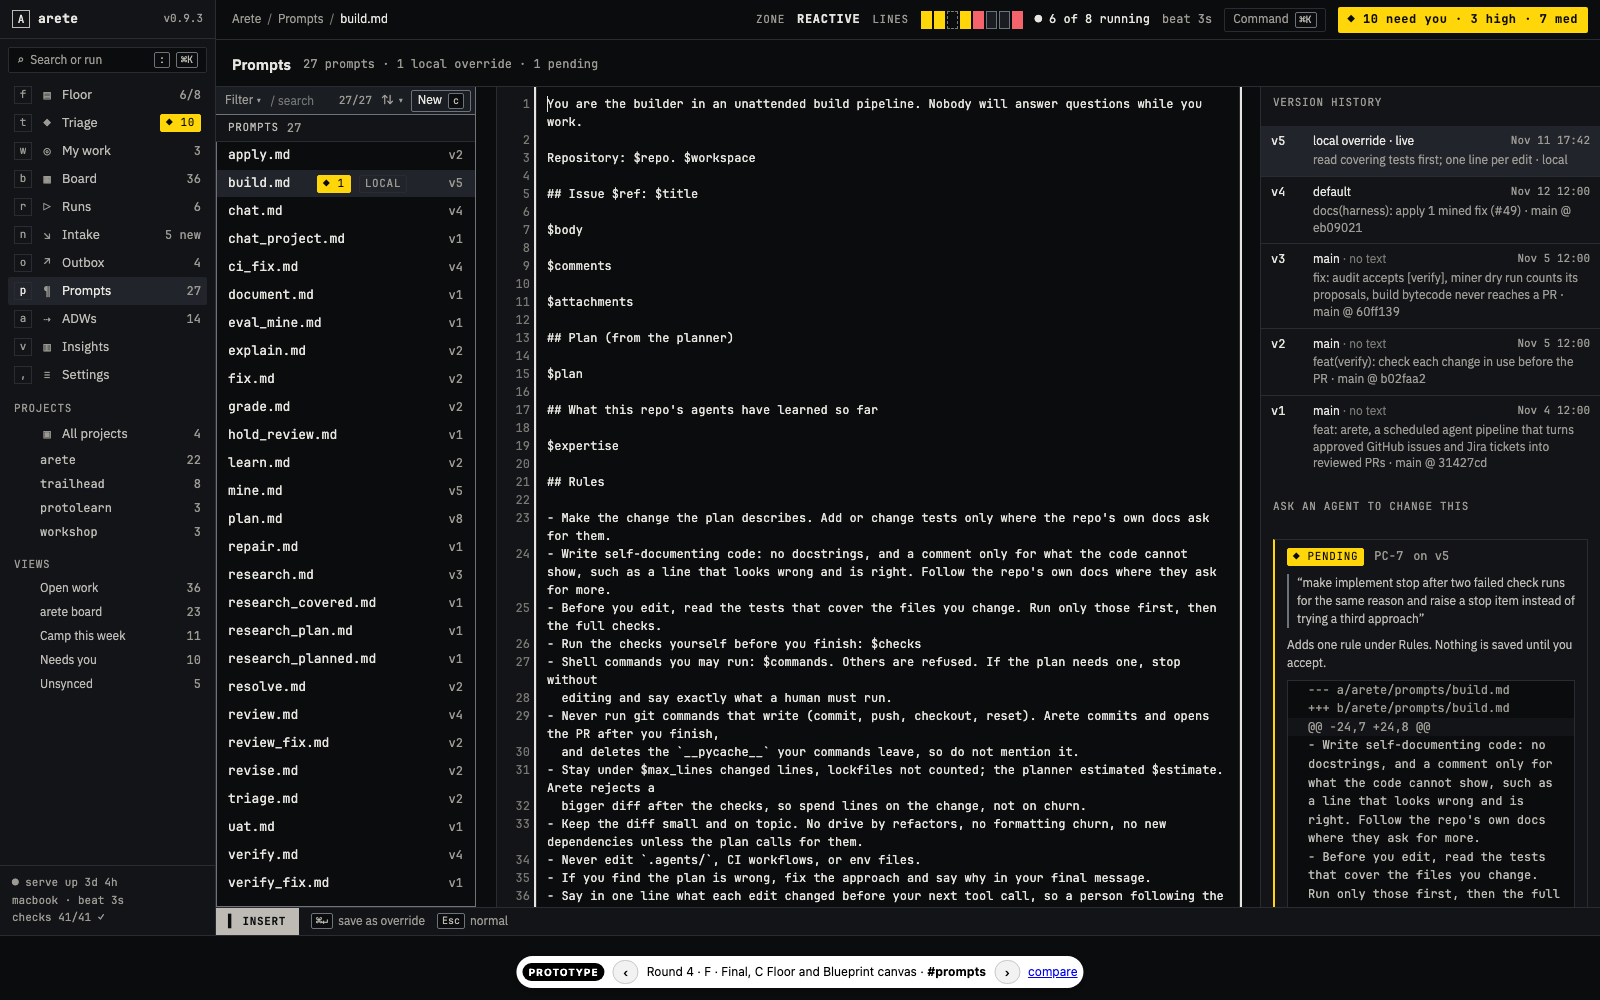 A arete v0.9.3
Arete / Prompts / build.md
ZONE REACTIVE LINES
6 of 8 running beat 3s
Command ⌘K
◆ 10 need you · 3 high · 7 med
Search or run : ⌘K
f Floor 6/8
t Triage ◆ 10
w My work 3
b Board 36
r Runs 6
n Intake 5 new
o Outbox 4
p ¶ Prompts 27
a ADWs 14
v Insights
, Settings
PROJECTS
All projects 4
arete 22
trailhead 8
protolearn 3
workshop 3
VIEWS
Open work 36
arete board 23
Camp this week 11
Needs you 10
Unsynced 5
serve up 3d 4h
macbook · beat 3s
checks 41/41 ✓
Prompts 27 prompts · 1 local override · 1 pending
Filter / search 27/27 New c
PROMPTS 27
apply.md v2
build.md ◆ 1 LOCAL v5
chat.md v4
chat_project.md v1
ci_fix.md v4
document.md v1
eval_mine.md v1
explain.md v2
fix.md v2
grade.md v2
hold_review.md v1
learn.md v2
mine.md v5
plan.md v8
repair.md v1
research.md v3
research_covered.md v1
research_plan.md v1
research_planned.md v1
resolve.md v2
review.md v4
review_fix.md v2
revise.md v2
triage.md v2
uat.md v1
verify.md v4
verify_fix.md v1
1 You are the builder in an unattended build pipeline. Nobody will answer questions while you
work.
2
3 Repository: $repo. $workspace
4
5 ## Issue $ref: $title
6
7 $body
8
9 $comments
10
11 $attachments
12
13 ## Plan (from the planner)
14
15 $plan
16
17 ## What this repo's agents have learned so far
18
19 $expertise
20
21 ## Rules
22
23 - Make the change the plan describes. Add or change tests only where the repo's own docs ask
for them.
24 - Write self-documenting code: no docstrings, and a comment only for what the code cannot
show, such as a line that looks wrong and is right. Follow the repo's own docs where they ask
for more.
25 - Before you edit, read the tests that cover the files you change. Run only those first, then
the full checks.
26 - Run the checks yourself before you finish: $checks
27 - Shell commands you may run: $commands. Others are refused. If the plan needs one, stop
without
28 editing and say exactly what a human must run.
29 - Never run git commands that write (commit, push, checkout, reset). Arete commits and opens
the PR after you finish,
30 and deletes the `__pycache__` your commands leave, so do not mention it.
31 - Stay under $max_lines changed lines, lockfiles not counted; the planner estimated $estimate.
Arete rejects a
32 bigger diff after the checks, so spend lines on the change, not on churn.
33 - Keep the diff small and on topic. No drive by refactors, no formatting churn, no new
dependencies unless the plan calls for them.
34 - Never edit `.agents/`, CI workflows, or env files.
35 - If you find the plan is wrong, fix the approach and say why in your final message.
36 - Say in one line what each edit changed before your next tool call, so a person following the
VERSION HISTORY
v5 local override · live Nov 11 17:42
read covering tests first; one line per edit · local
v4 default Nov 12 12:00
docs(harness): apply 1 mined fix (#49) · main @
eb09021
v3 main · no text Nov 5 12:00
fix: audit accepts [verify], miner dry run counts its
proposals, build bytecode never reaches a PR ·
main @ 60ff139
v2 main · no text Nov 5 12:00
feat(verify): check each change in use before the
PR · main @ b02faa2
v1 main · no text Nov 4 12:00
feat: arete, a scheduled agent pipeline that turns
approved GitHub issues and Jira tickets into
reviewed PRs · main @ 31427cd
ASK AN AGENT TO CHANGE THIS
◆ PENDING PC-7 on v5
“make implement stop after two failed check runs
for the same reason and raise a stop item instead of
trying a third approach”
Adds one rule under Rules. Nothing is saved until you
accept.
--- a/arete/prompts/build.md
+++ b/arete/prompts/build.md
@@ -24,7 +24,8 @@
- Write self-documenting code: no
docstrings, and a comment only for
what the code cannot show, such as
a line that looks wrong and is
right. Follow the repo's own docs
where they ask for more.
- Before you edit, read the tests
that cover the files you change.
Run only those first, then the full
INSERT ⌘↵ save as override Esc normal
PROTOTYPE ‹ Round 4 · F · Final, C Floor and Blueprint canvas · #prompts › compare